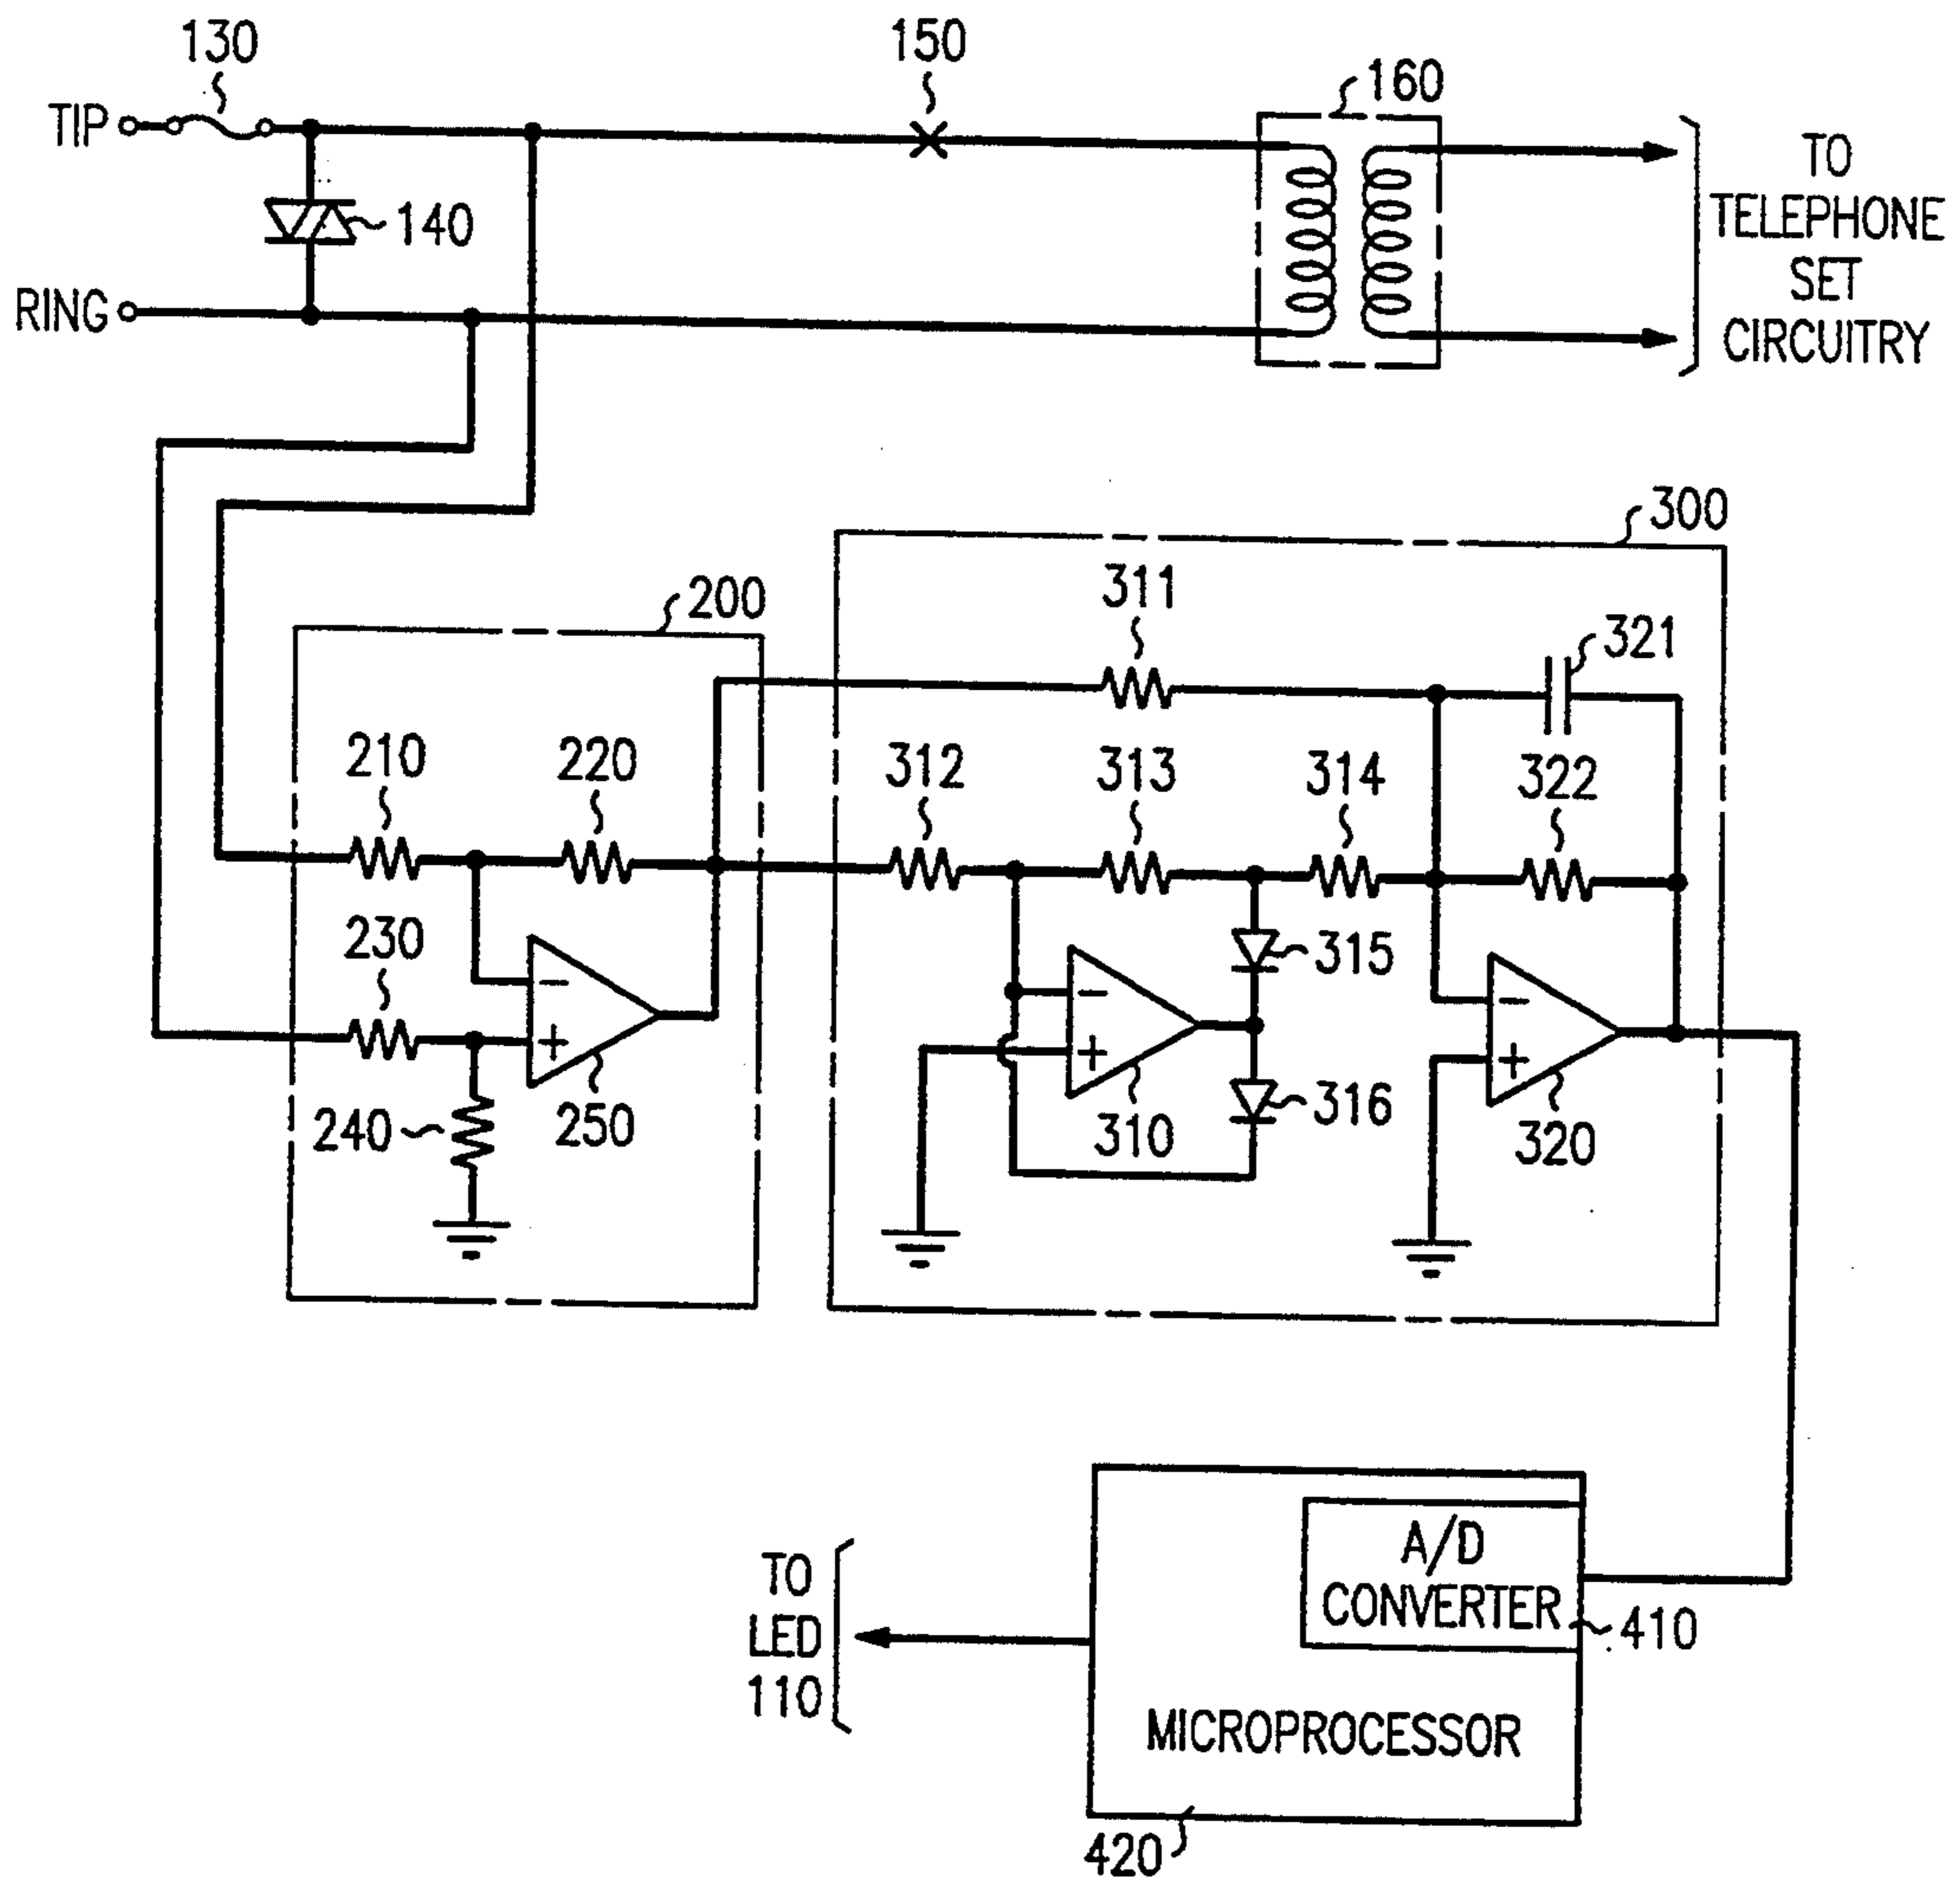 130
150
160
TIP
TO
TELEPHONE
SET
CIRCUITRY
140
RING
300
200
311
321
210
220
312
313
314
322
230
315
-
+
-
+
-
+
240
250
310
316
320
A/D
CONVERTER
410
TO
LED
110
MICROPROCESSOR
420